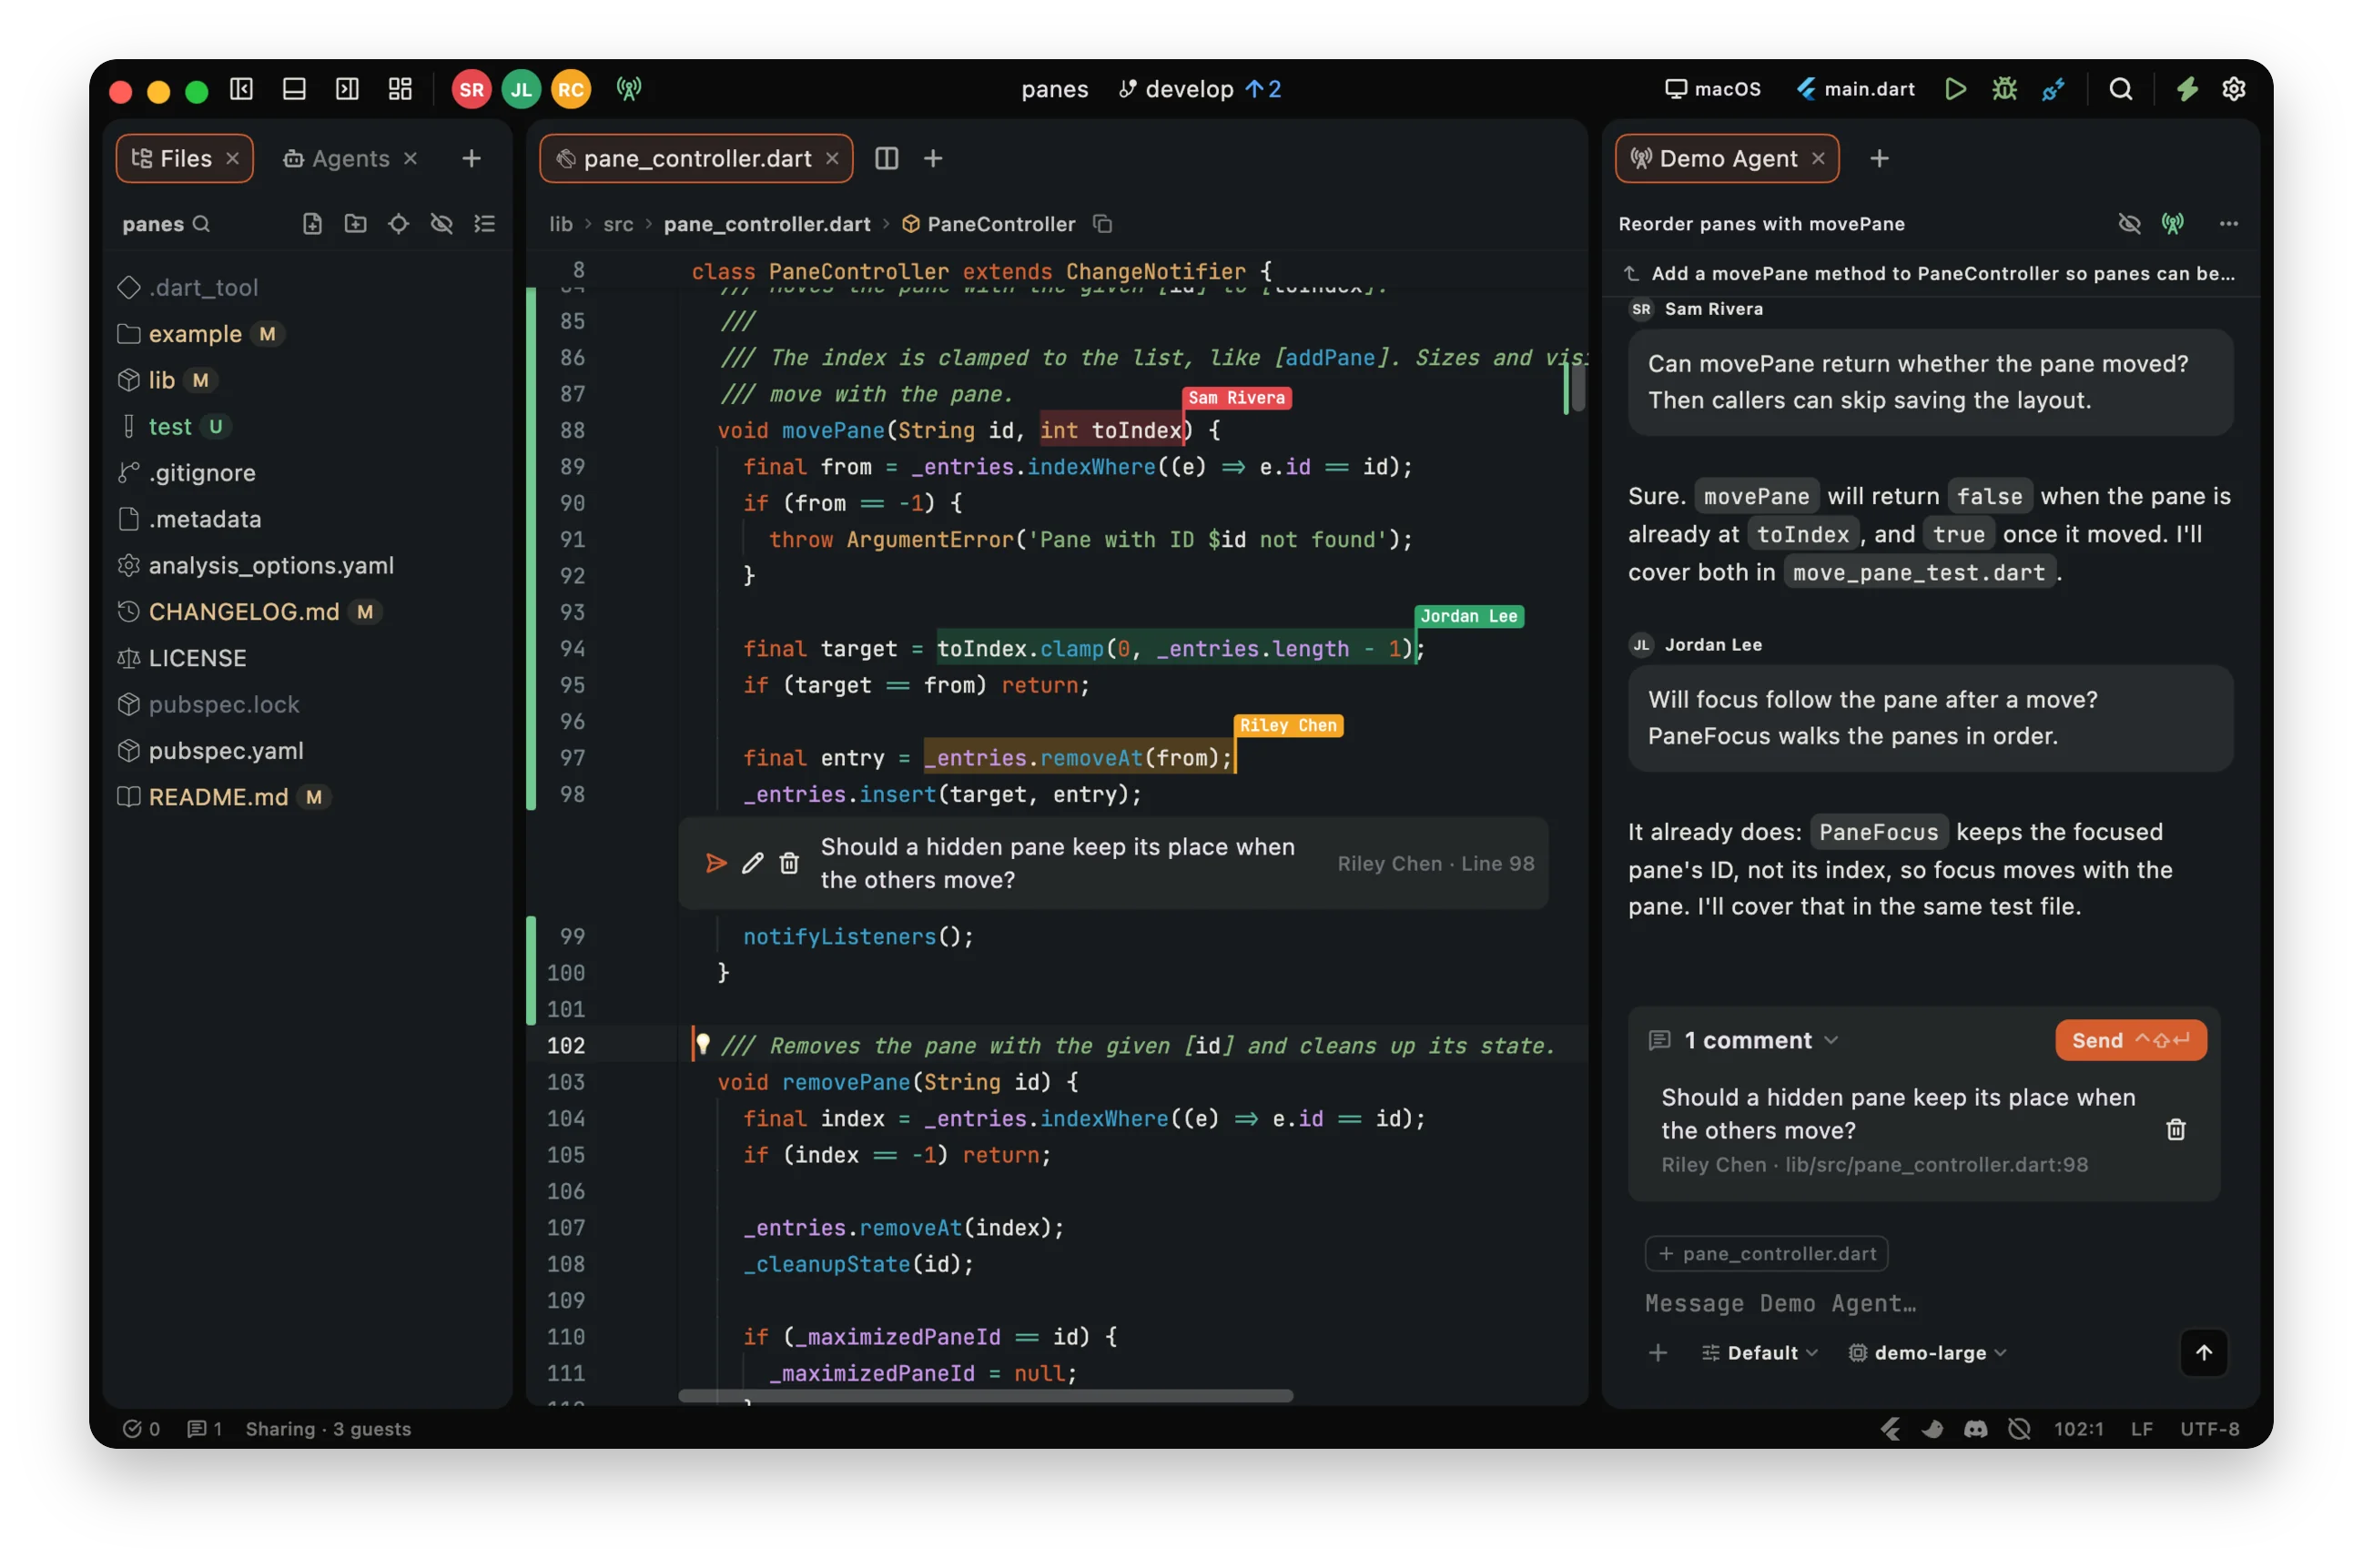 SR JL RC
panes develop 2
macOS main.dart
Files Agents
panes
.dart_tool
example M
lib M
test U
.gitignore
.metadata
analysis_options.yaml
CHANGELOG.md M
LICENSE
pubspec.lock
pubspec.yaml
README.md M
pane_controller.dart
lib › src › pane_controller.dart › PaneController
8 class PaneController extends ChangeNotifier {
84 /// Moves the pane with the given [id] to [toIndex].
85 ///
86 /// The index is clamped to the list, like [addPane]. Sizes and
87 /// move with the pane.
Sam Rivera
88 void movePane(String id, int toIndex) {
89 final from = _entries.indexWhere((e) => e.id == id);
90 if (from == -1) {
91 throw ArgumentError('Pane with ID $id not found');
92 }
93
Jordan Lee
94 final target = toIndex.clamp(0, _entries.length - 1);
95 if (target == from) return;
96
Riley Chen
97 final entry = _entries.removeAt(from);
98 _entries.insert(target, entry);
Should a hidden pane keep its place when
the others move?
Riley Chen · Line 98
99 notifyListeners();
100 }
101
102 /// Removes the pane with the given [id] and cleans up its state.
103 void removePane(String id) {
104 final index = _entries.indexWhere((e) => e.id == id);
105 if (index == -1) return;
106
107 _entries.removeAt(index);
108 _cleanupState(id);
109
110 if (_maximizedPaneId == id) {
111 _maximizedPaneId = null;
Demo Agent
Reorder panes with movePane
Add a movePane method to PaneController so panes can be…
SR Sam Rivera
Can movePane return whether the pane moved?
Then callers can skip saving the layout.
Sure. movePane will return false when the pane is
already at toIndex, and true once it moved. I'll
cover both in move_pane_test.dart.
JL Jordan Lee
Will focus follow the pane after a move?
PaneFocus walks the panes in order.
It already does: PaneFocus keeps the focused
pane's ID, not its index, so focus moves with the
pane. I'll cover that in the same test file.
1 comment Send ⌃⇧↵
Should a hidden pane keep its place when
the others move?
Riley Chen · lib/src/pane_controller.dart:98
+ pane_controller.dart
Message Demo Agent…
Default demo-large
0 1 Sharing · 3 guests
102:1 LF UTF-8